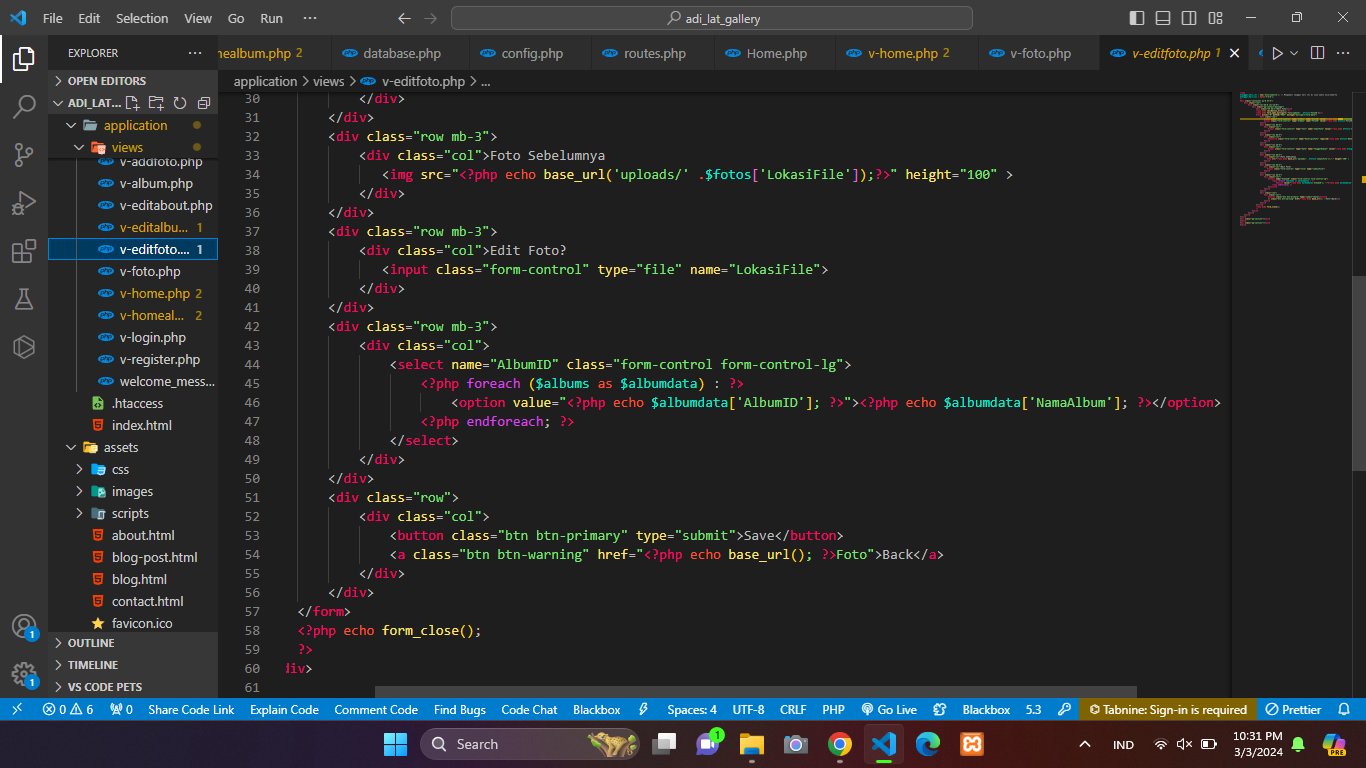 File Edit Selection View Go Run ··· adi_lat_gallery
EXPLORER ···
mealbum.php 2 database.php config.php routes.php Home.php v-home.php 2 v-foto.php v-editfoto.php 1
OPEN EDITORS
application > views > v-editfoto.php > ...
ADI_LAT...
application
views
v-addfoto.php
v-album.php
v-editabout.php
v-editalbu... 1
v-editfoto.... 1
v-foto.php
v-home.php 2
v-homeal... 2
v-login.php
v-register.php
welcome_mess...
.htaccess
index.html
assets
css
images
scripts
about.html
blog-post.html
blog.html
contact.html
favicon.ico
OUTLINE
TIMELINE
VS CODE PETS
30 </div>
31 </div>
32 <div class="row mb-3">
33 <div class="col">Foto Sebelumnya
34 <img src="<?php echo base_url('uploads/' .$fotos['LokasiFile']);?>" height="100" >
35 </div>
36 </div>
37 <div class="row mb-3">
38 <div class="col">Edit Foto?
39 <input class="form-control" type="file" name="LokasiFile">
40 </div>
41 </div>
42 <div class="row mb-3">
43 <div class="col">
44 <select name="AlbumID" class="form-control form-control-lg">
45 <?php foreach ($albums as $albumdata) : ?>
46 <option value="<?php echo $albumdata['AlbumID']; ?>"><?php echo $albumdata['NamaAlbum']; ?></option>
47 <?php endforeach; ?>
48 </select>
49 </div>
50 </div>
51 <div class="row">
52 <div class="col">
53 <button class="btn btn-primary" type="submit">Save</button>
54 <a class="btn btn-warning" href="<?php echo base_url(); ?>Foto">Back</a>
55 </div>
56 </div>
57 </form>
58 <?php echo form_close();
59 ?>
60 div>
61
1
1
0 6 0 Share Code Link Explain Code Comment Code Find Bugs Code Chat Blackbox Spaces: 4 UTF-8 CRLF PHP Go Live Blackbox 5.3 Tabnine: Sign-in is required Prettier
Search 1 IND 10:31 PM
3/3/2024
PRE